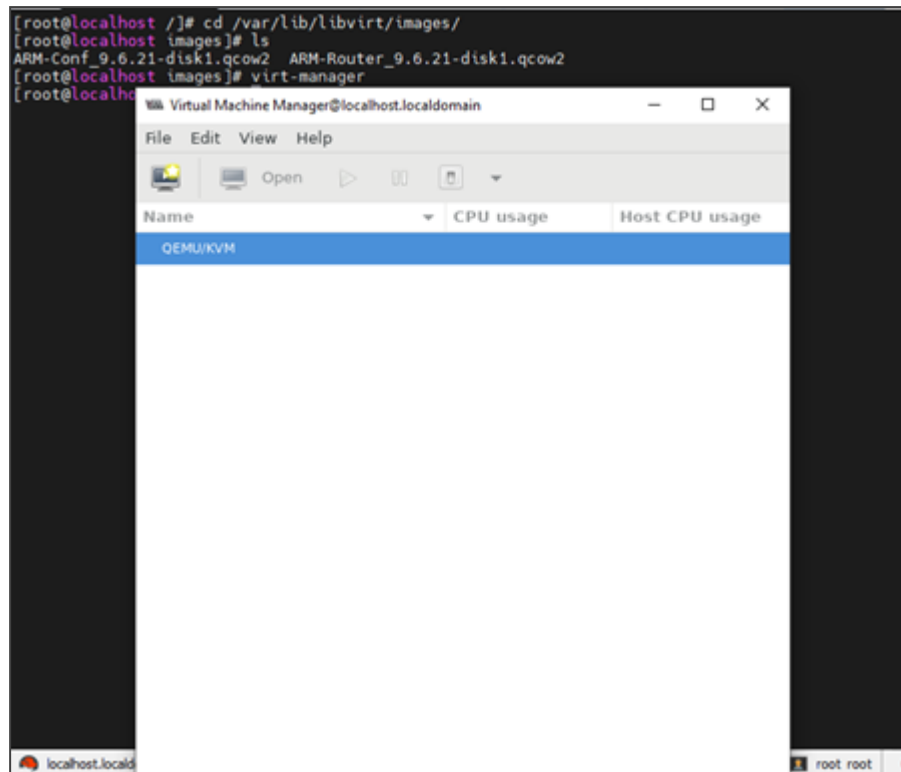 [root@localhost /]# cd /var/lib/libvirt/images/
[root@localhost images]# ls
ARM-Conf_9.6.21-disk1.qcow2  ARM-Router_9.6.21-disk1.qcow2
[root@localhost images]# virt-manager
[root@localho
Virtual Machine Manager@localhost.localdomain
File Edit View Help
Open
Name CPU usage Host CPU usage
QEMU/KVM
localhost.locald root root